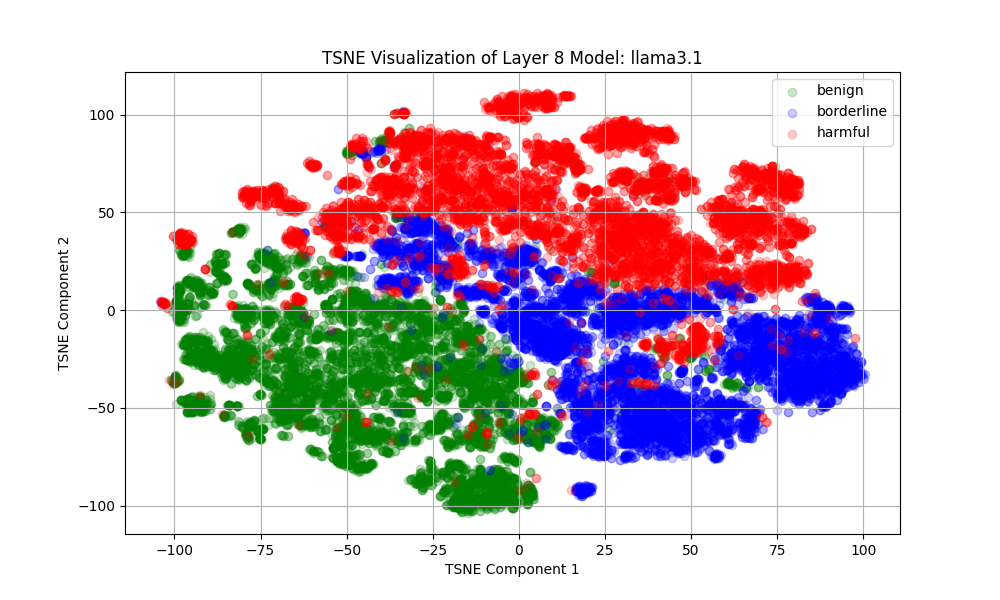 TSNE Visualization of Layer 8 Model: llama3.1
benign
borderline
harmful
TSNE Component 2
100
50
0
−50
−100
−100 −75 −50 −25 0 25 50 75 100
TSNE Component 1